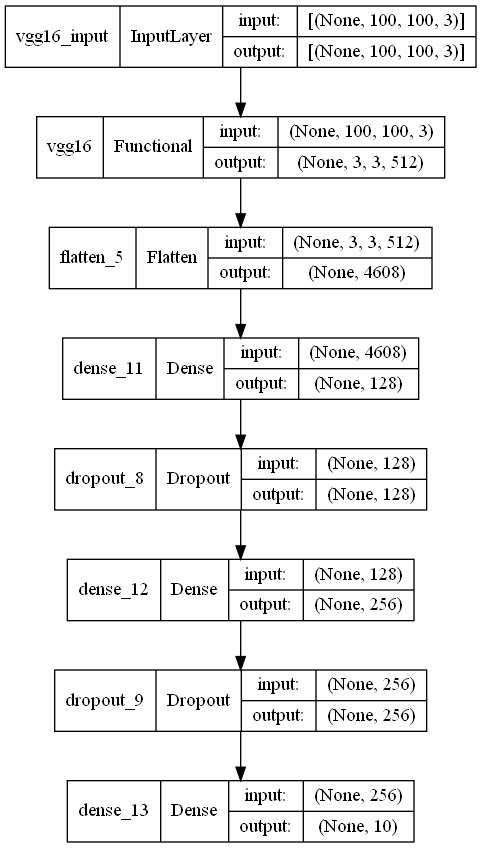 vgg16_input InputLayer input: [(None, 100, 100, 3)]
output: [(None, 100, 100, 3)]
vgg16 Functional input: (None, 100, 100, 3)
output: (None, 3, 3, 512)
flatten_5 Flatten input: (None, 3, 3, 512)
output: (None, 4608)
dense_11 Dense input: (None, 4608)
output: (None, 128)
dropout_8 Dropout input: (None, 128)
output: (None, 128)
dense_12 Dense input: (None, 128)
output: (None, 256)
dropout_9 Dropout input: (None, 256)
output: (None, 256)
dense_13 Dense input: (None, 256)
output: (None, 10)